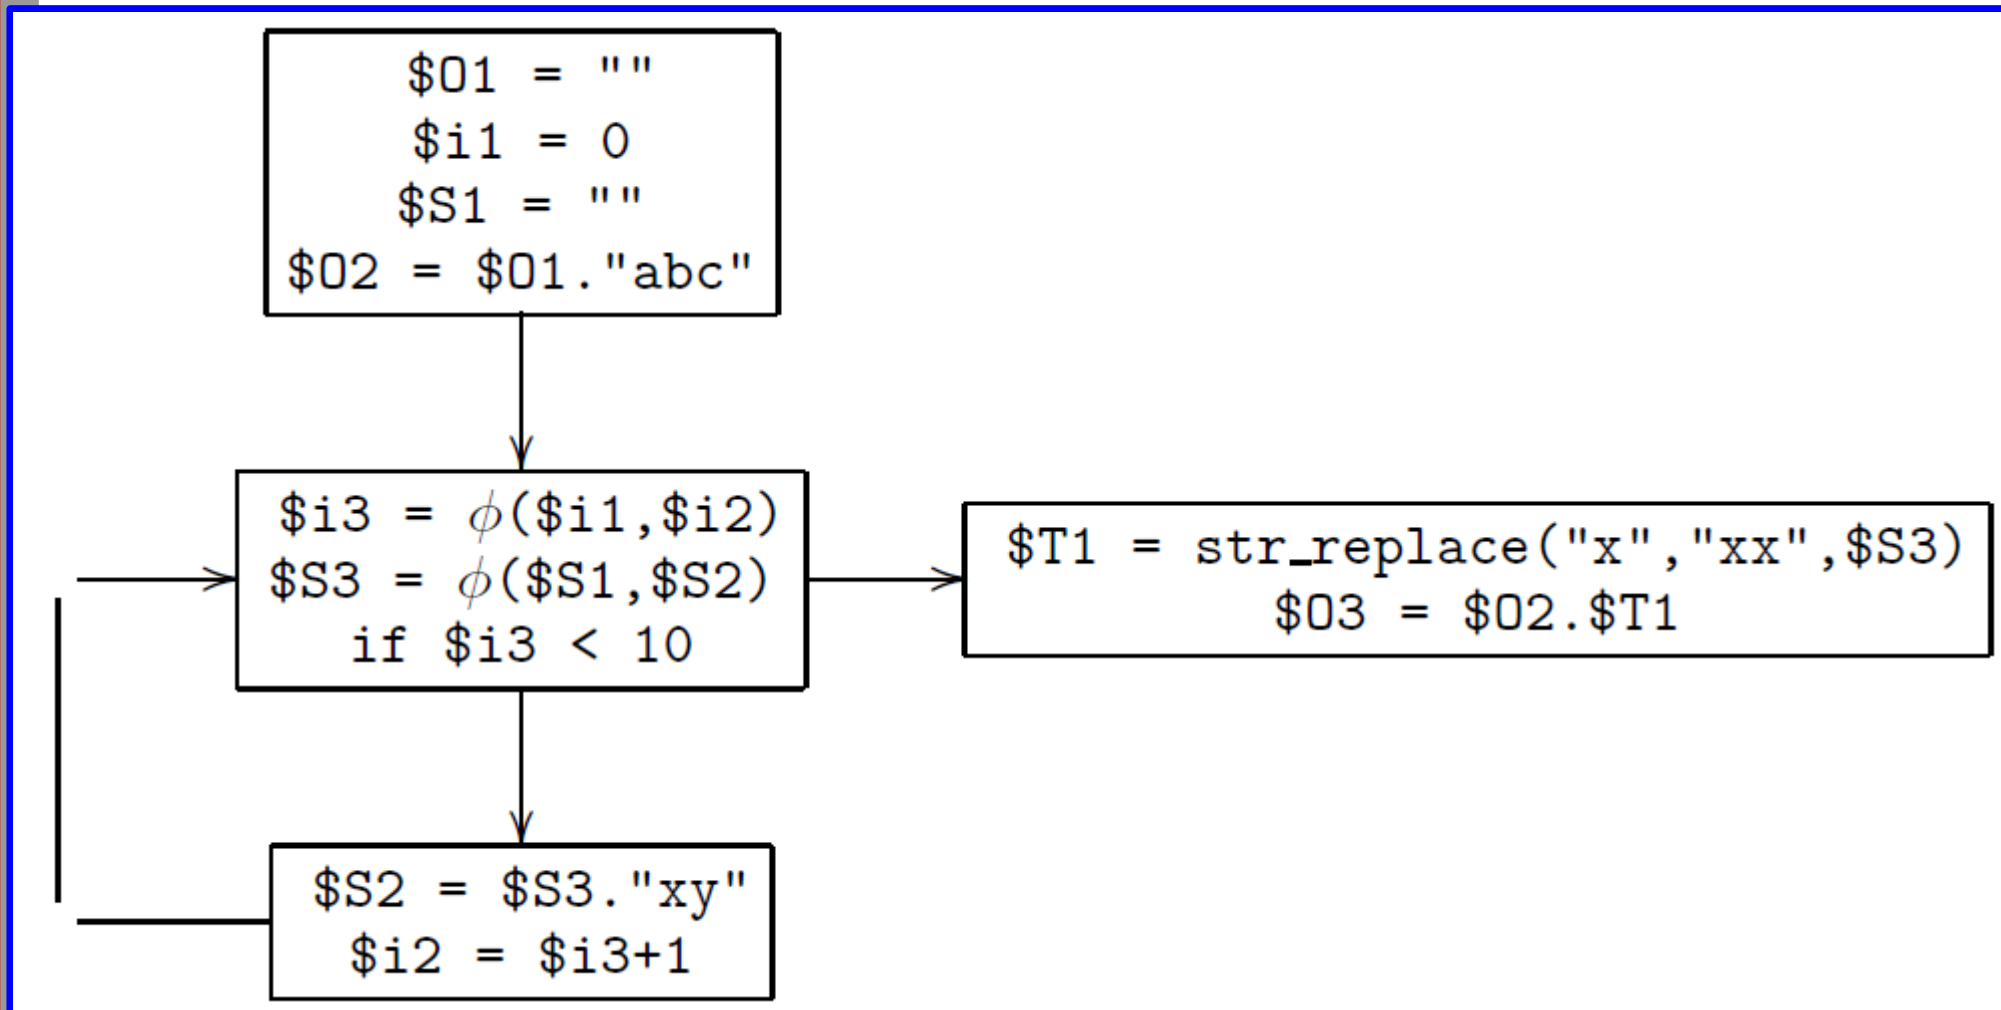 $O1 = ""
$i1 = 0
$S1 = ""
$O2 = $O1."abc"
$i3 = ϕ($i1,$i2)
$S3 = ϕ($S1,$S2)
if $i3 < 10
$T1 = str_replace("x","xx",$S3)
$O3 = $O2.$T1
$S2 = $S3."xy"
$i2 = $i3+1